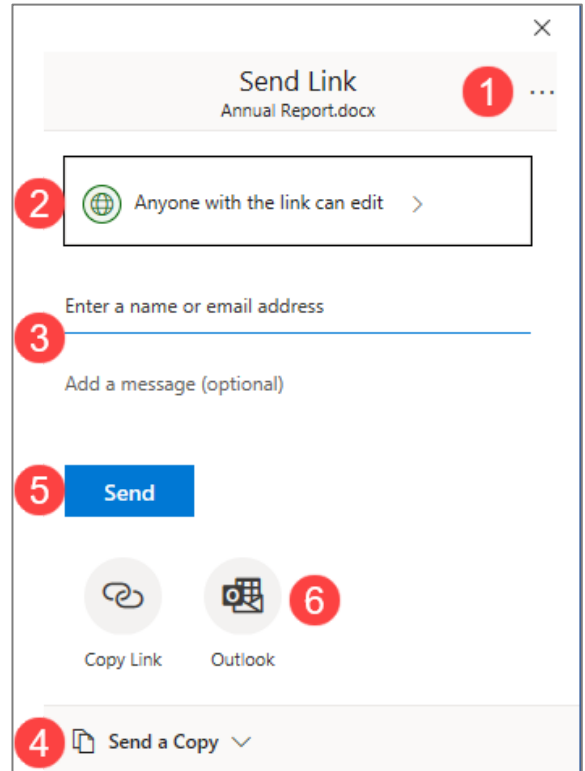 Send Link
1 ...
Annual Report.docx
2 Anyone with the link can edit >
Enter a name or email address
3
Add a message (optional)
5 Send
6
Copy Link Outlook
4 Send a Copy